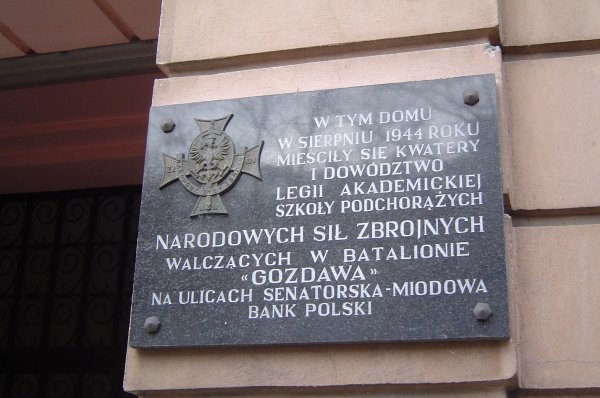 W TYM DOMU
W SIERPNIU 1944 ROKU
MIEŚCIŁY SIĘ KWATERY
I DOWÓDZTWO
LEGII AKADEMICKIEJ
SZKOŁY PODCHORĄŻYCH
NARODOWYCH SIŁ ZBROJNYCH
WALCZĄCYCH W BATALIONIE
«GOZDAWA»
NA ULICACH SENATORSKA-MIODOWA
BANK POLSKI